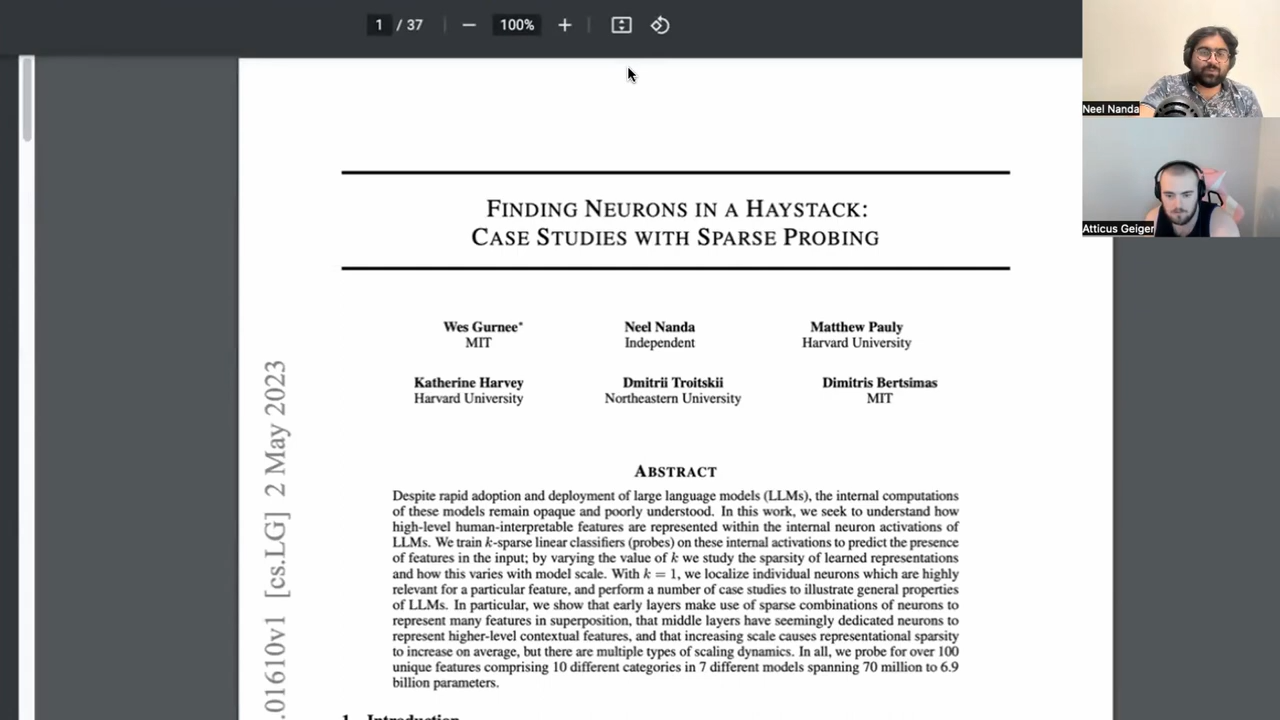 1 / 37
100%
Neel Nanda
Atticus Geiger
FINDING NEURONS IN A HAYSTACK:
CASE STUDIES WITH SPARSE PROBING
Wes Gurnee*
MIT
Neel Nanda
Independent
Matthew Pauly
Harvard University
Katherine Harvey
Harvard University
Dmitrii Troitskii
Northeastern University
Dimitris Bertsimas
MIT
.01610v1 [cs.LG] 2 May 2023
ABSTRACT
Despite rapid adoption and deployment of large language models (LLMs), the internal computations
of these models remain opaque and poorly understood. In this work, we seek to understand how
high-level human-interpretable features are represented within the internal neuron activations of
LLMs. We train k-sparse linear classifiers (probes) on these internal activations to predict the presence
of features in the input; by varying the value of k we study the sparsity of learned representations
and how this varies with model scale. With k = 1, we localize individual neurons which are highly
relevant for a particular feature, and perform a number of case studies to illustrate general properties
of LLMs. In particular, we show that early layers make use of sparse combinations of neurons to
represent many features in superposition, that middle layers have seemingly dedicated neurons to
represent higher-level contextual features, and that increasing scale causes representational sparsity
to increase on average, but there are multiple types of scaling dynamics. In all, we probe for over 100
unique features comprising 10 different categories in 7 different models spanning 70 million to 6.9
billion parameters.
1 Introduction